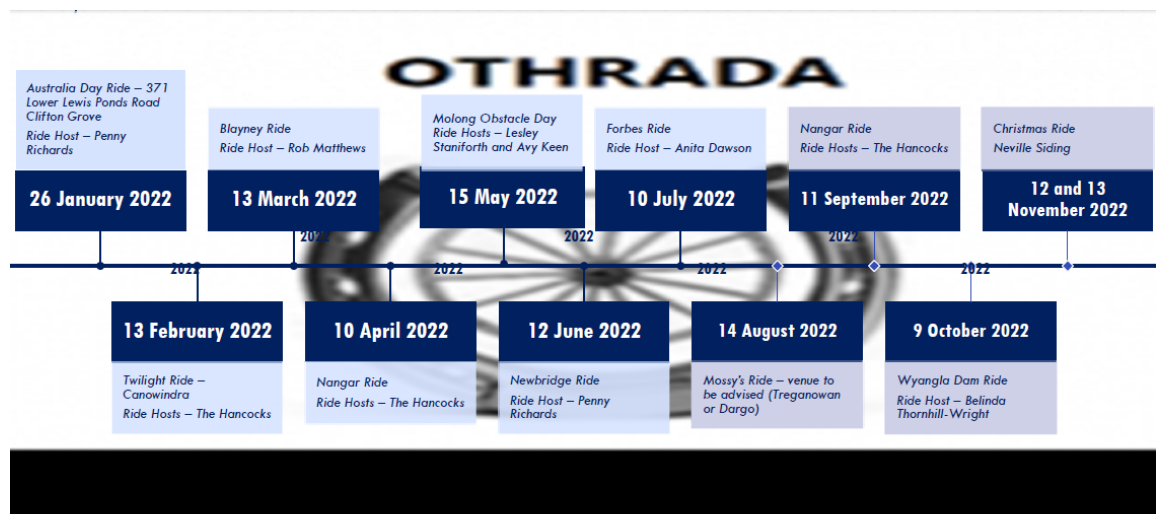 OTHRADA
Australia Day Ride – 371
Lower Lewis Ponds Road
Clifton Grove
Ride Host – Penny
Richards
26 January 2022
Blayney Ride
Ride Host – Rob Matthews
13 March 2022
Molong Obstacle Day
Ride Hosts – Lesley
Staniforth and Avy Keen
15 May 2022
Forbes Ride
Ride Host – Anita Dawson
10 July 2022
Nangar Ride
Ride Hosts – The Hancocks
11 September 2022
Christmas Ride
Neville Siding
12 and 13
November 2022
2022
2022
2022
2022
2022
2022
2022
13 February 2022
Twilight Ride –
Canowindra
Ride Hosts – The Hancocks
10 April 2022
Nangar Ride
Ride Hosts – The Hancocks
12 June 2022
Newbridge Ride
Ride Host – Penny
Richards
14 August 2022
Mossy's Ride – venue to
be advised (Treganowan
or Dargo)
9 October 2022
Wyangla Dam Ride
Ride Host – Belinda
Thornhill-Wright